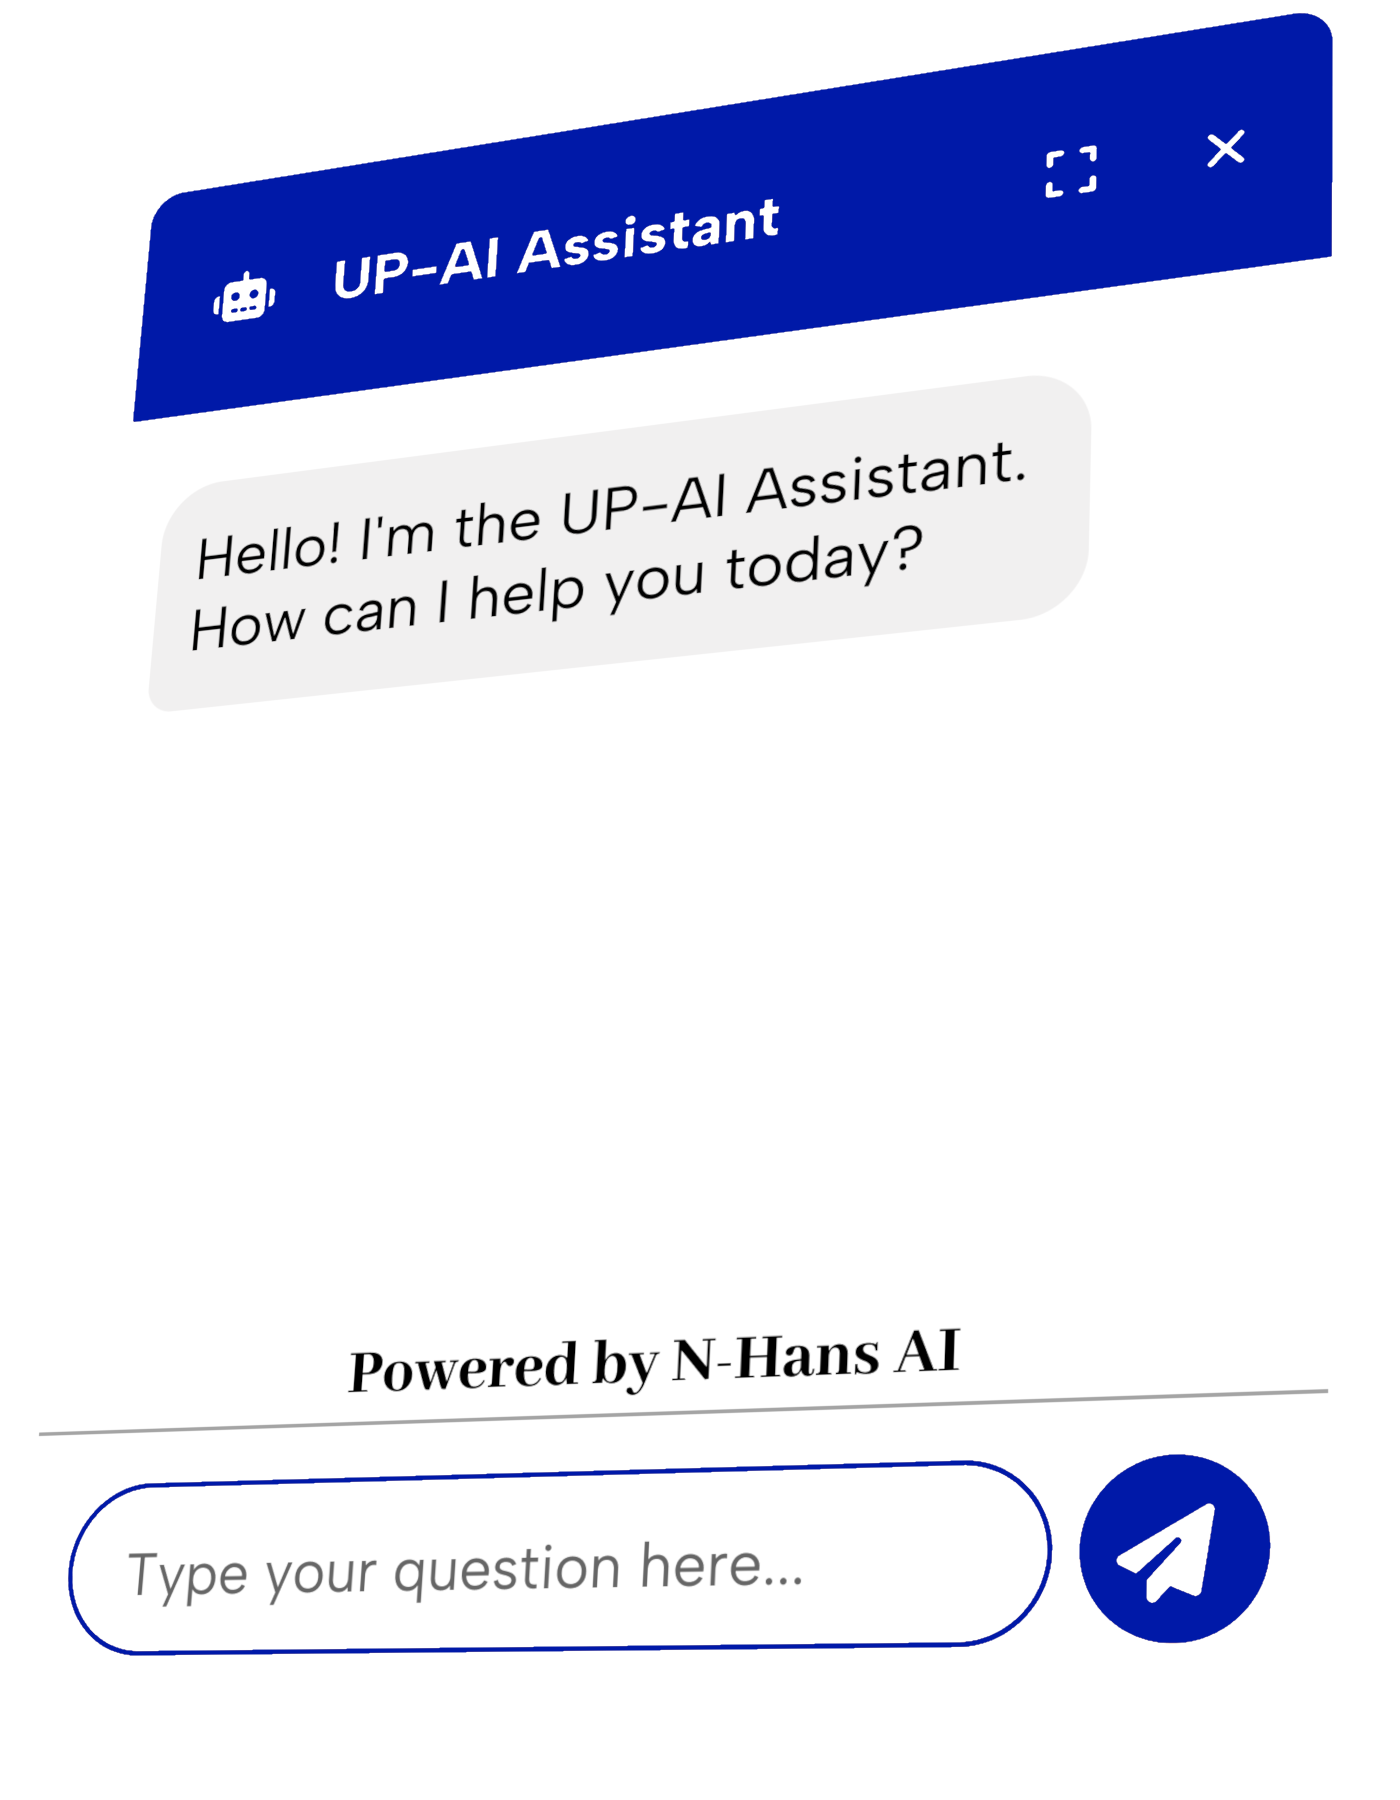 UP-AI Assistant
Hello! I'm the UP-AI Assistant.
How can I help you today?
Powered by N-Hans AI
Type your question here...